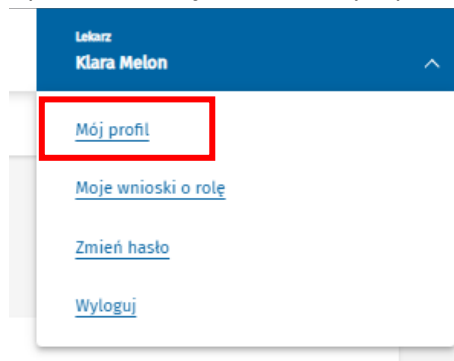 Lekarz
Klara Melon
Mój profil
Moje wnioski o rolę
Zmień hasło
Wyloguj